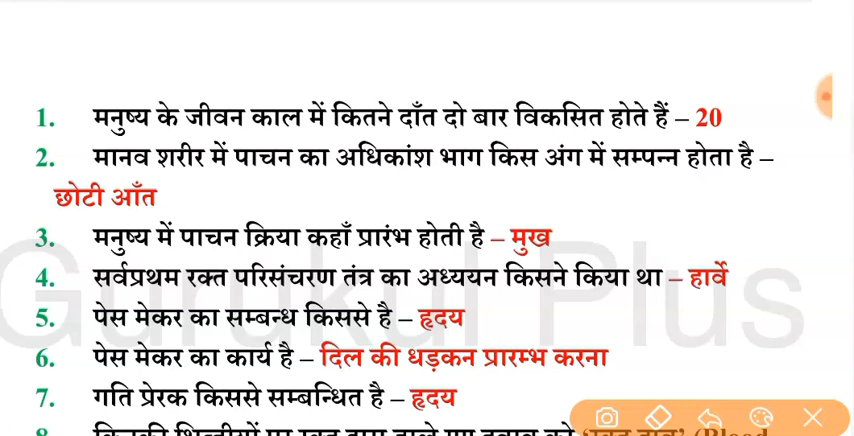 1. मनुष्य के जीवन काल में कितने दाँत दो बार विकसित होते हैं – 20
2. मानव शरीर में पाचन का अधिकांश भाग किस अंग में सम्पन्न होता है –
छोटी आँत
3. मनुष्य में पाचन क्रिया कहाँ प्रारंभ होती है – मुख
4. सर्वप्रथम रक्त परिसंचरण तंत्र का अध्ययन किसने किया था – हार्वे
Gurukul Plus
5. पेस मेकर का सम्बन्ध किससे है – हृदय
6. पेस मेकर का कार्य है – दिल की धड़कन प्रारम्भ करना
7. गति प्रेरक किससे सम्बन्धित है – हृदय